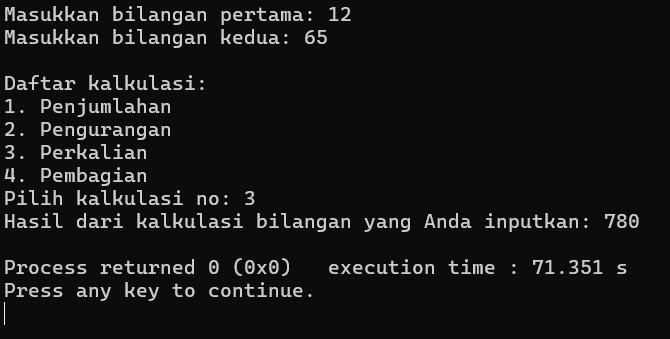 Masukkan bilangan pertama: 12
Masukkan bilangan kedua: 65
Daftar kalkulasi:
1. Penjumlahan
2. Pengurangan
3. Perkalian
4. Pembagian
Pilih kalkulasi no: 3
Hasil dari kalkulasi bilangan yang Anda inputkan: 780
Process returned 0 (0x0)   execution time : 71.351 s
Press any key to continue.